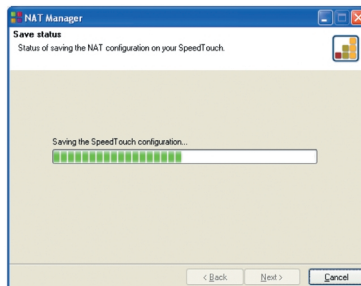 NAT Manager
Save status
Status of saving the NAT configuration on your SpeedTouch.
Saving the SpeedTouch configuration...
< Back
Next >
Cancel